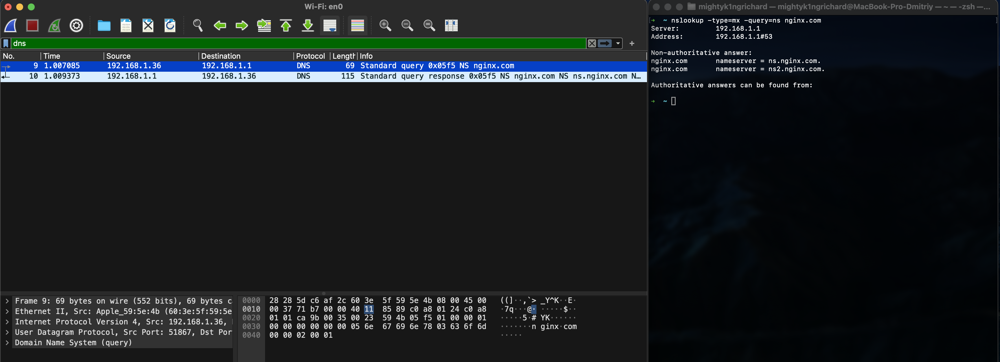 Wi-Fi: en0
dns
No. Time Source Destination Protocol Length Info
9 1.007085 192.168.1.36 192.168.1.1 DNS 69 Standard query 0x05f5 NS nginx.com
10 1.009373 192.168.1.1 192.168.1.36 DNS 115 Standard query response 0x05f5 NS nginx.com NS ns.nginx.com N…
Frame 9: 69 bytes on wire (552 bits), 69 bytes c
Ethernet II, Src: Apple_59:5e:4b (60:3e:5f:59:5e
Internet Protocol Version 4, Src: 192.168.1.36,
User Datagram Protocol, Src Port: 51867, Dst Por
Domain Name System (query)
0000 28 28 5d c6 af 2c 60 3e 5f 59 5e 4b 08 00 45 00 ((]··,`> _Y^K··E·
0010 00 37 71 b7 00 00 40 11 85 89 c0 a8 01 24 c0 a8 ·7q···@· ·····$··
0020 01 01 ca 9b 00 35 00 23 59 4b 05 f5 01 00 00 01 ·····5·# YK······
0030 00 00 00 00 00 00 05 6e 67 69 6e 78 03 63 6f 6d ·······n ginx·com
0040 00 00 02 00 01 ·····
mightyk1ngrichard — mightyk1ngrichard@MacBook-Pro-Dmitriy — ~ — -zsh —...
[➜ ~ nslookup -type=mx -query=ns nginx.com ]
Server: 192.168.1.1
Address: 192.168.1.1#53
Non-authoritative answer:
nginx.com nameserver = ns.nginx.com.
nginx.com nameserver = ns2.nginx.com.
Authoritative answers can be found from:
➜ ~